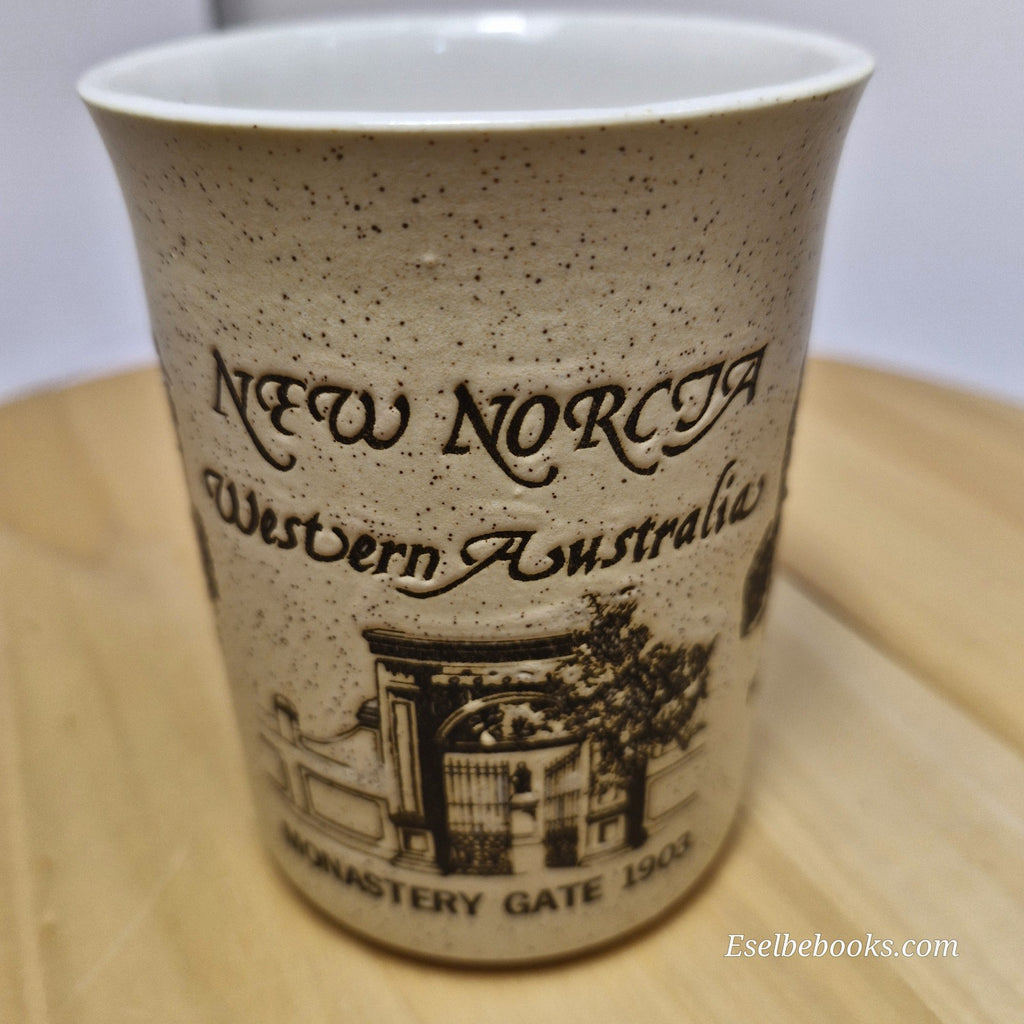 NEW NORCIA
Western Australia
MONASTERY GATE 1903
Eselbebooks.com